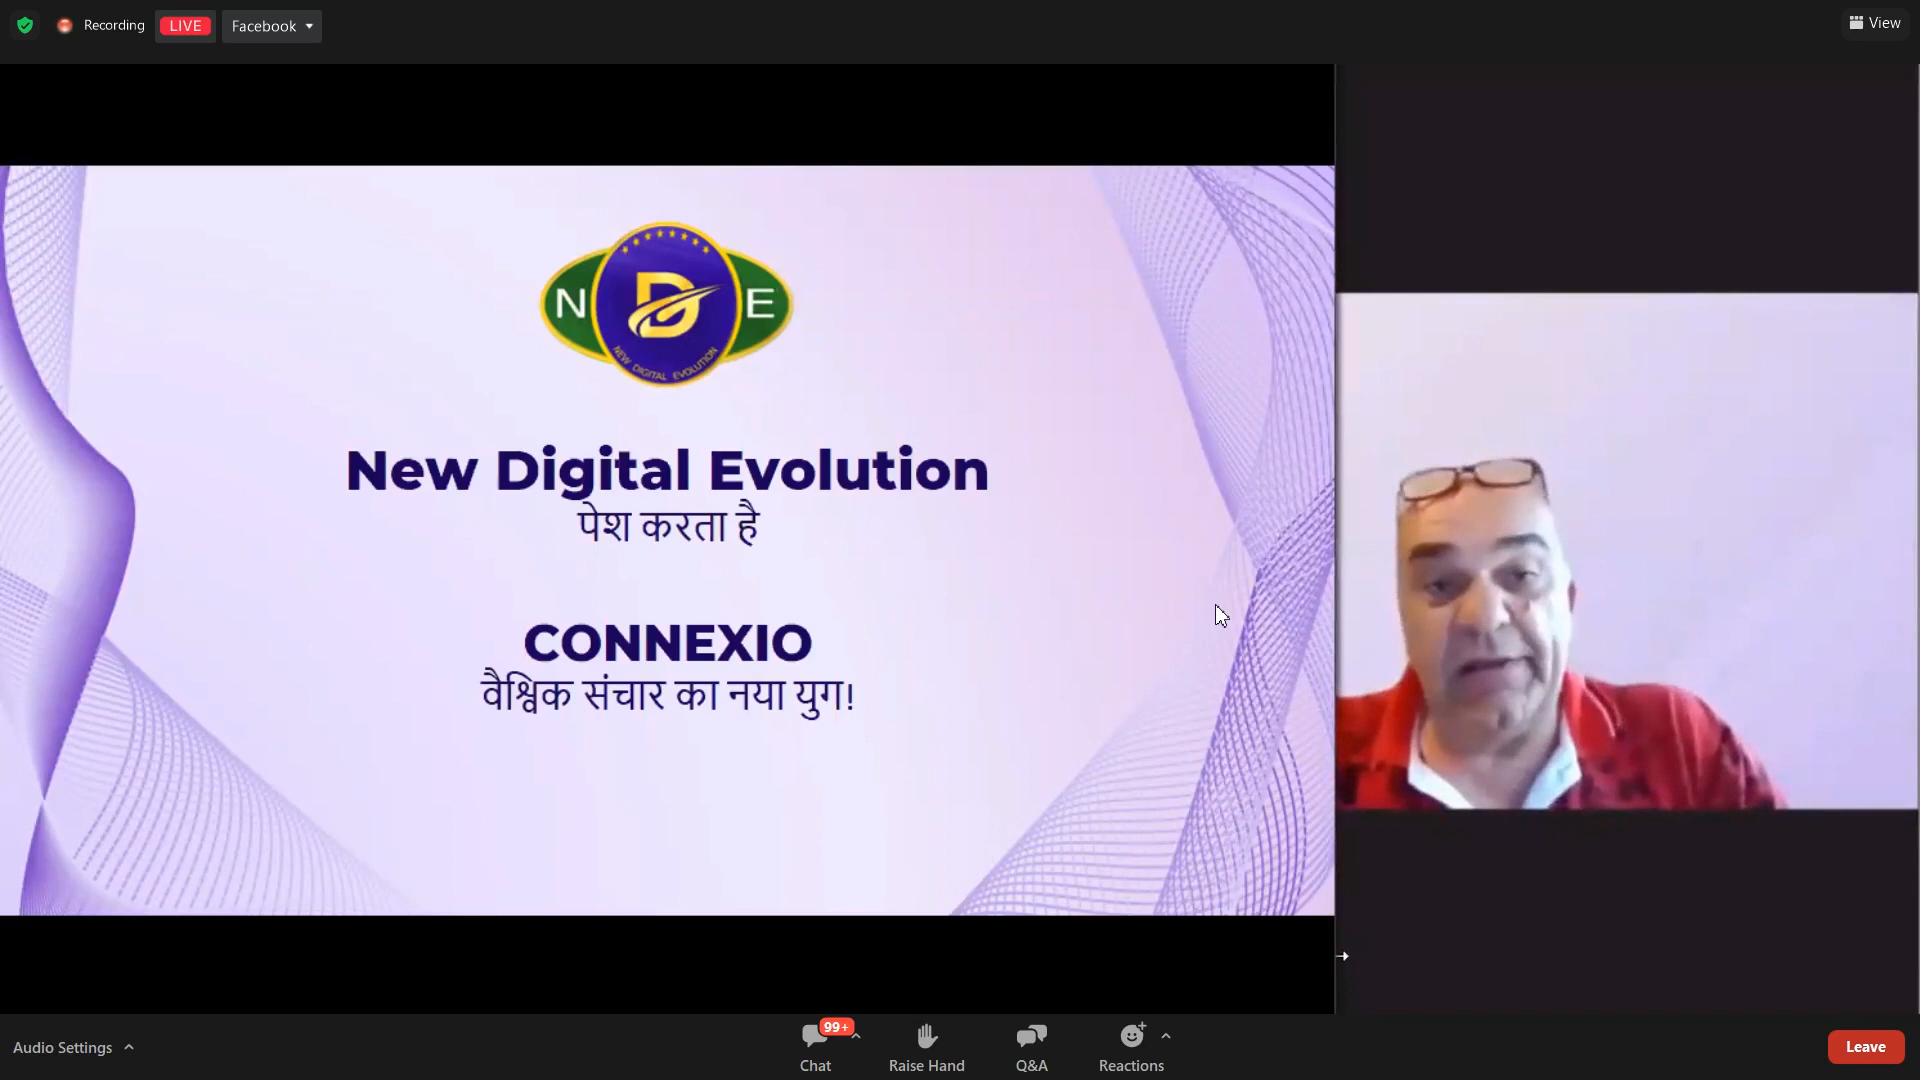 Recording
LIVE
Facebook
View
N D E
NEW DIGITAL EVOLUTION
New Digital Evolution
पेश करता है
CONNEXIO
वैश्विक संचार का नया युग!
Audio Settings
99+
Chat
Raise Hand
Q&A
Reactions
Leave